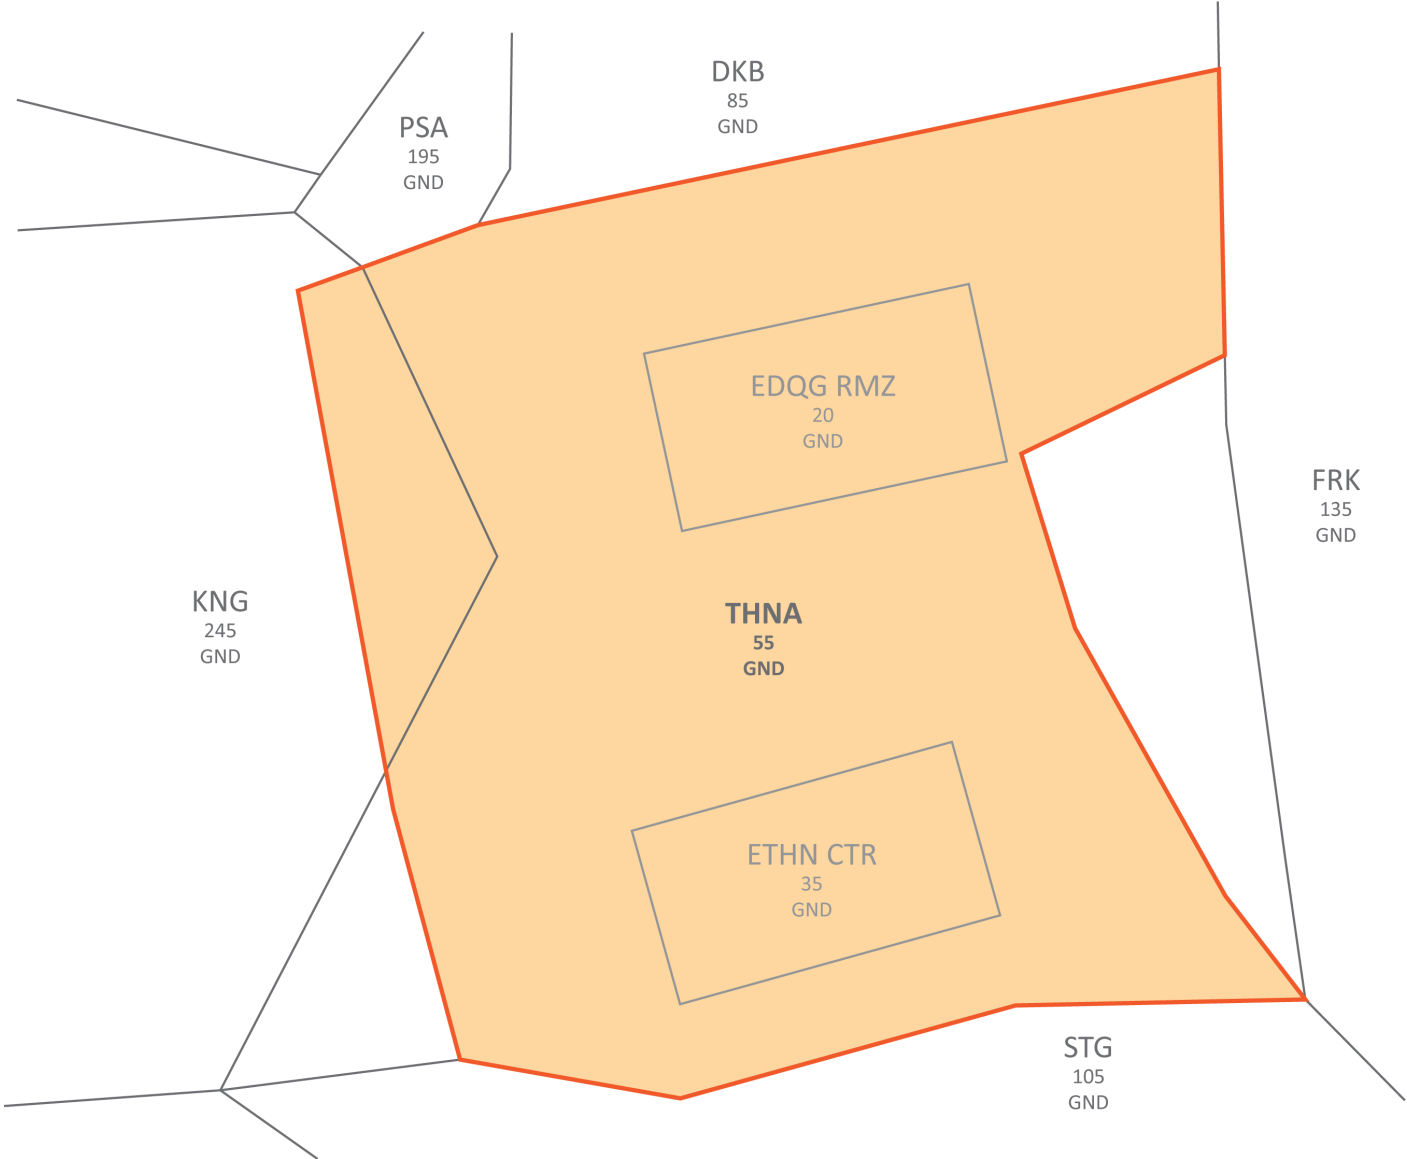 DKB
85
GND
PSA
195
GND
EDQG RMZ
20
GND
FRK
135
GND
KNG
245
GND
THNA
55
GND
ETHN CTR
35
GND
STG
105
GND